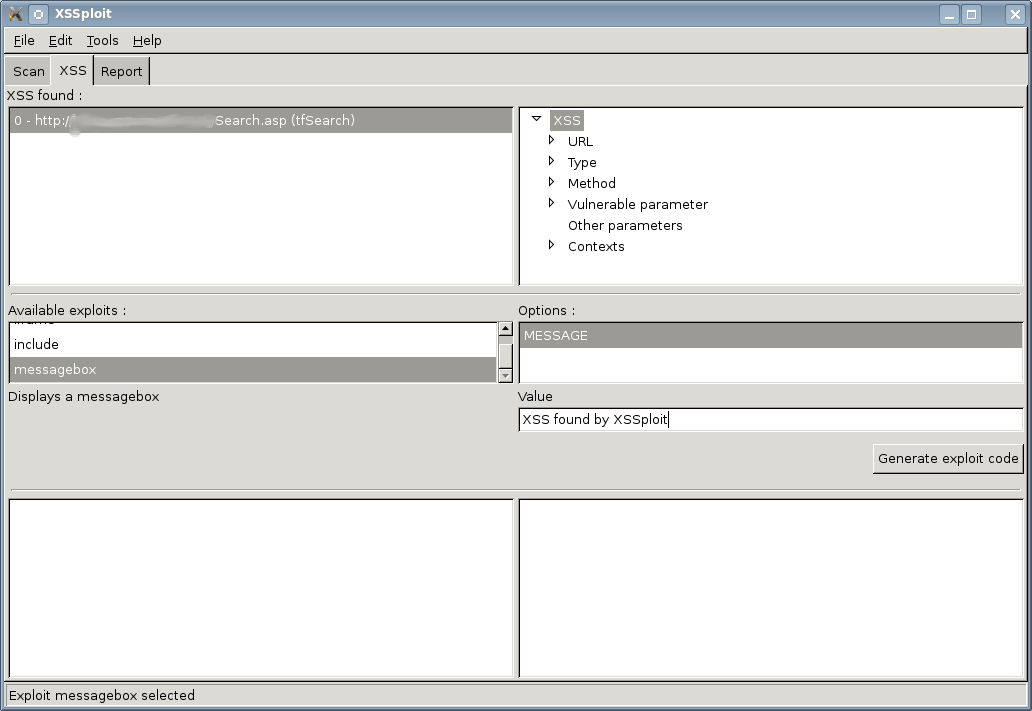 XSSploit
File Edit Tools Help
Scan XSS Report
XSS found :
0 - http:/ Search.asp (tfSearch)
XSS
URL
Type
Method
Vulnerable parameter
Other parameters
Contexts
Available exploits :
include
messagebox
Displays a messagebox
Options :
MESSAGE
Value
XSS found by XSSploit
Generate exploit code
Exploit messagebox selected